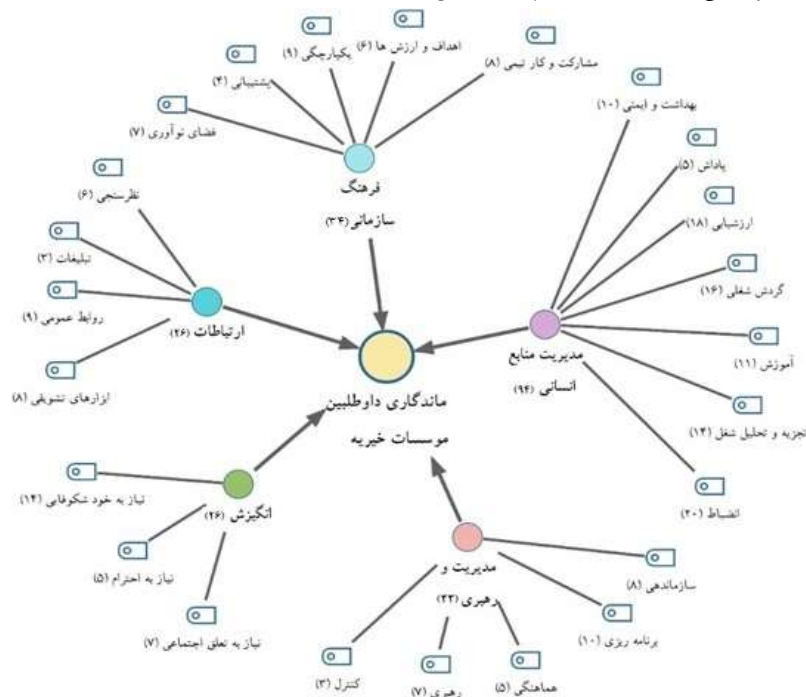 اهداف و ارزش ها (۶)
یکپارچگی (۹)
مشارکت و کار تیمی (۸)
پشتیبانی (۴)
فضای نوآوری (۷)
فرهنگ
سازمانی (۳۴)
بهداشت و ایمنی (۱۰)
پاداش (۵)
ارزشیابی (۱۸)
گردش شغلی (۱۶)
آموزش (۱۱)
تجزیه و تحلیل شغل (۱۴)
انضباط (۲۰)
مدیریت منابع
انسانی (۹۴)
نظرسنجی (۶)
تبلیغات (۳)
روابط عمومی (۹)
ابزارهای تشویقی (۸)
ارتباطات (۲۶)
ماندگاری داوطلبین
موسسات خیریه
نیاز به خود شکوفایی (۱۴)
نیاز به احترام (۵)
نیاز به تعلق اجتماعی (۷)
انگیزش (۲۶)
مدیریت و
رهبری (۳۳)
سازماندهی (۸)
برنامه ریزی (۱۰)
هماهنگی (۵)
رهبری (۷)
کنترل (۳)